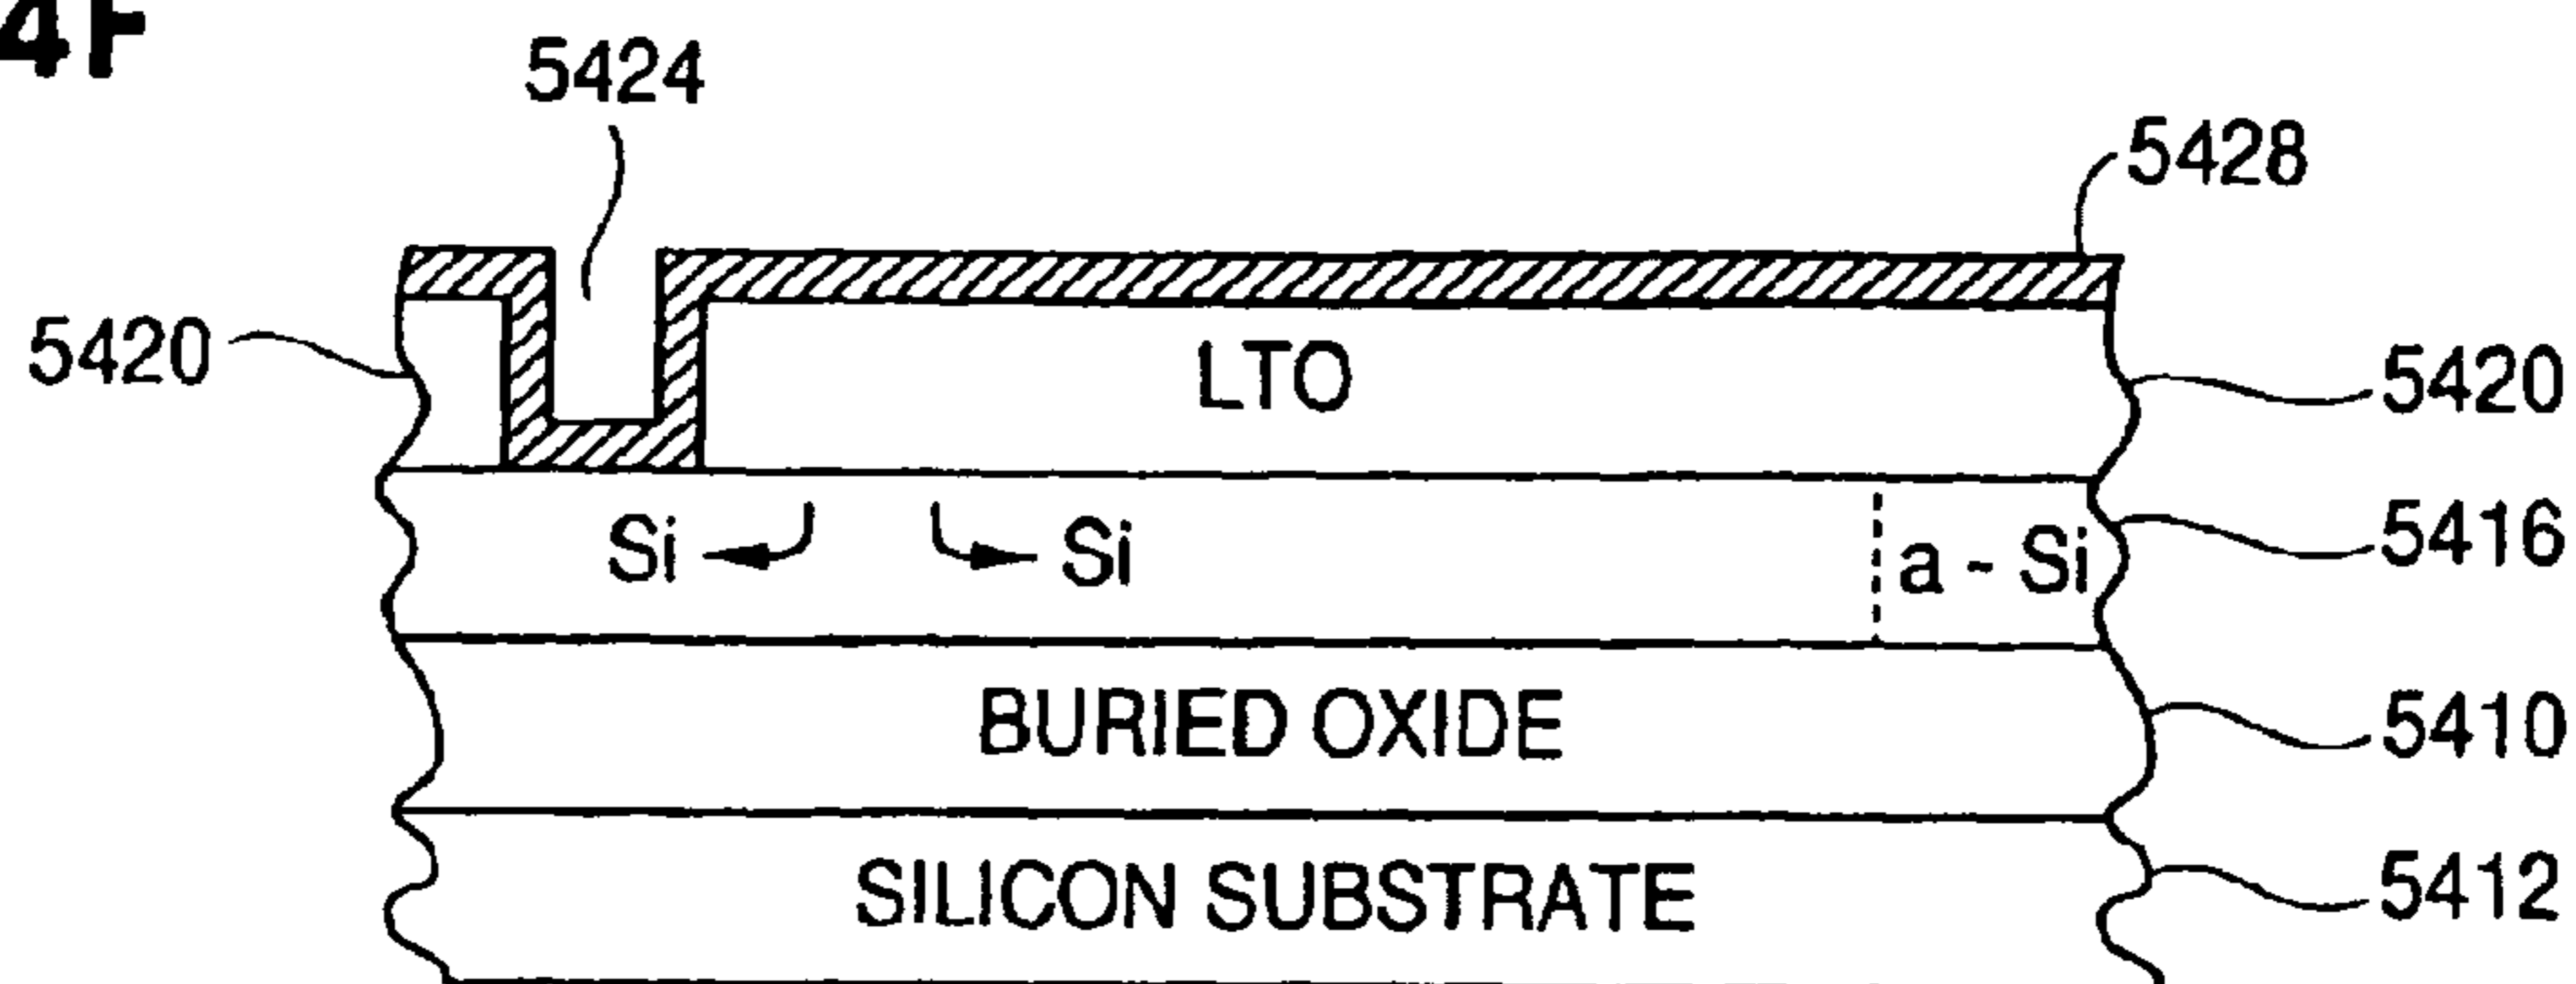 4F
5424
5428
5420
LTO
5420
Si
Si
a - Si
5416
BURIED OXIDE
5410
SILICON SUBSTRATE
5412